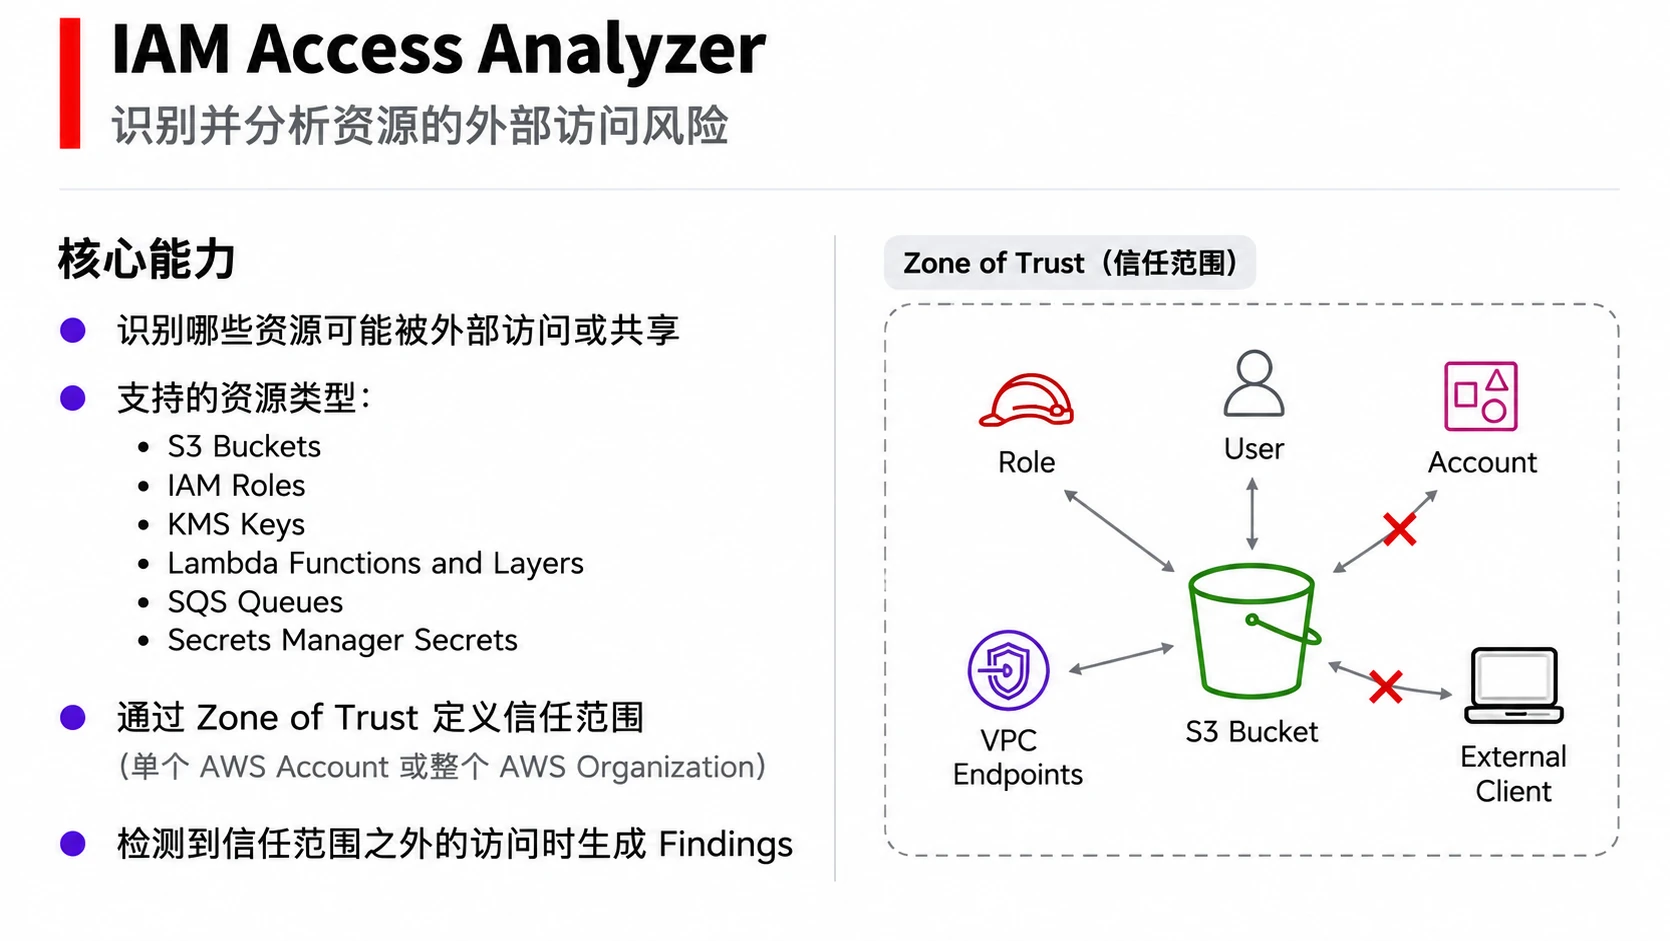 IAM Access Analyzer
识别并分析资源的外部访问风险
核心能力
识别哪些资源可能被外部访问或共享
支持的资源类型：
S3 Buckets
IAM Roles
KMS Keys
Lambda Functions and Layers
SQS Queues
Secrets Manager Secrets
通过 Zone of Trust 定义信任范围
（单个 AWS Account 或整个 AWS Organization）
检测到信任范围之外的访问时生成 Findings
Zone of Trust（信任范围）
Role
User
Account
VPC
Endpoints
S3 Bucket
External
Client